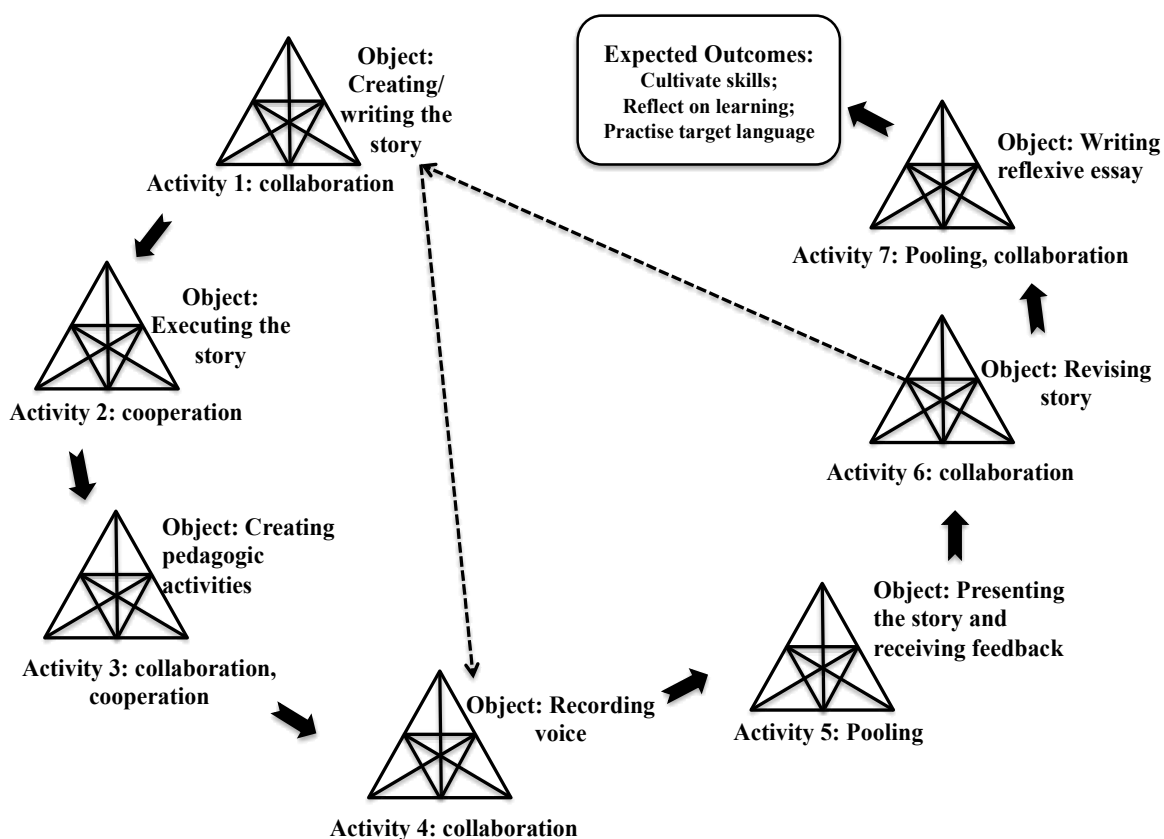 Object:
Creating/
writing the
story
Activity 1: collaboration
Object:
Executing the
story
Activity 2: cooperation
Object: Creating
pedagogic
activities
Activity 3: collaboration,
cooperation
Object: Recording
voice
Activity 4: collaboration
Object: Presenting
the story and
receiving feedback
Activity 5: Pooling
Object: Revising
story
Activity 6: collaboration
Object: Writing
reflexive essay
Activity 7: Pooling, collaboration
Expected Outcomes:
Cultivate skills;
Reflect on learning;
Practise target language